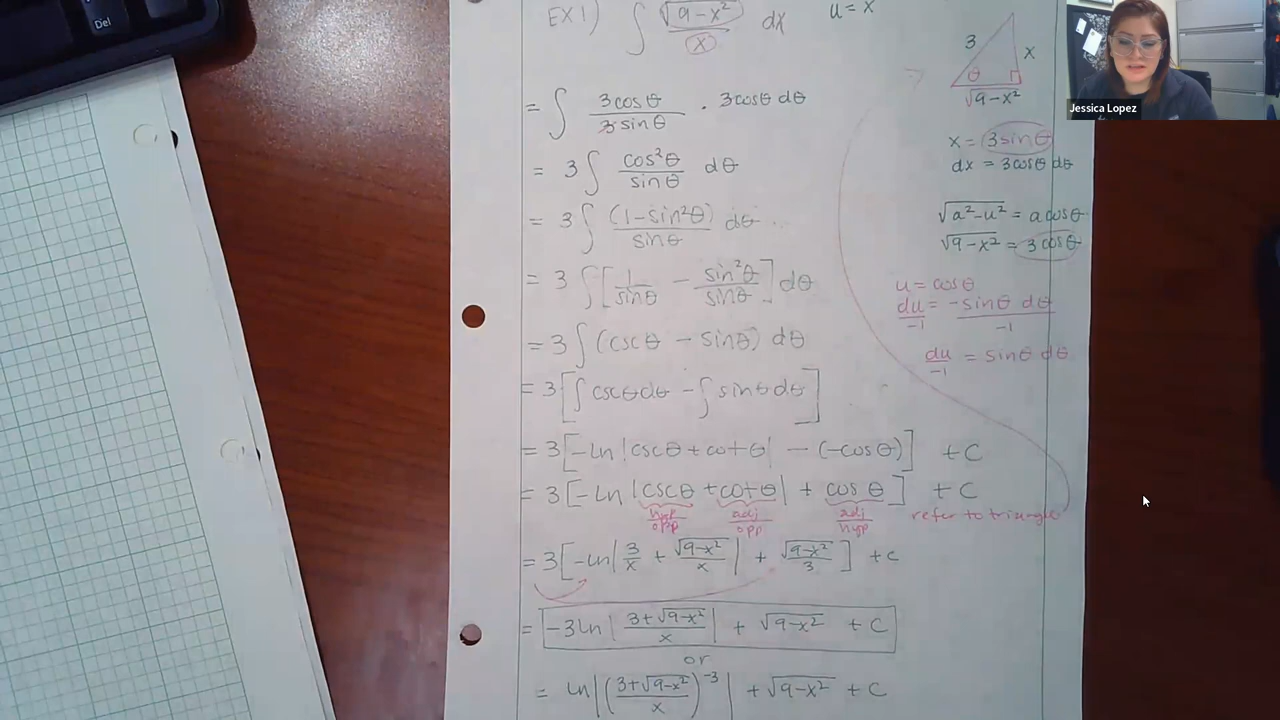 Del
EX 1) ∫ √(9-x²) / x dx u = x
= ∫ 3cosθ / 3sinθ · 3cosθ dθ
= 3 ∫ cos²θ / sinθ dθ
= 3 ∫ (1-sin²θ) / sinθ dθ
= 3 ∫ [ 1/sinθ - sin²θ/sinθ ] dθ
= 3 ∫ (cscθ - sinθ) dθ
= 3 [ ∫ cscθdθ - ∫ sinθdθ ]
= 3 [ -ln |cscθ + cotθ| - (-cosθ) ] + C
= 3 [ -ln |cscθ + cotθ| + cosθ ] + C
hyp/opp adj/opp adj/hyp refer to triangle
= 3 [ -ln | 3/x + √(9-x²)/x | + √(9-x²)/3 ] + C
= -3ln | (3+√(9-x²))/x | + √(9-x²) + C
or
= ln | ((3+√(9-x²))/x)⁻³ | + √(9-x²) + C
3
x
θ
√(9-x²)
x = 3sinθ
dx = 3cosθ dθ
√(a²-u²) = a cosθ
√(9-x²) = 3 cosθ
u = cosθ
du/-1 = -sinθ dθ/-1
du/-1 = sinθ dθ
Jessica Lopez